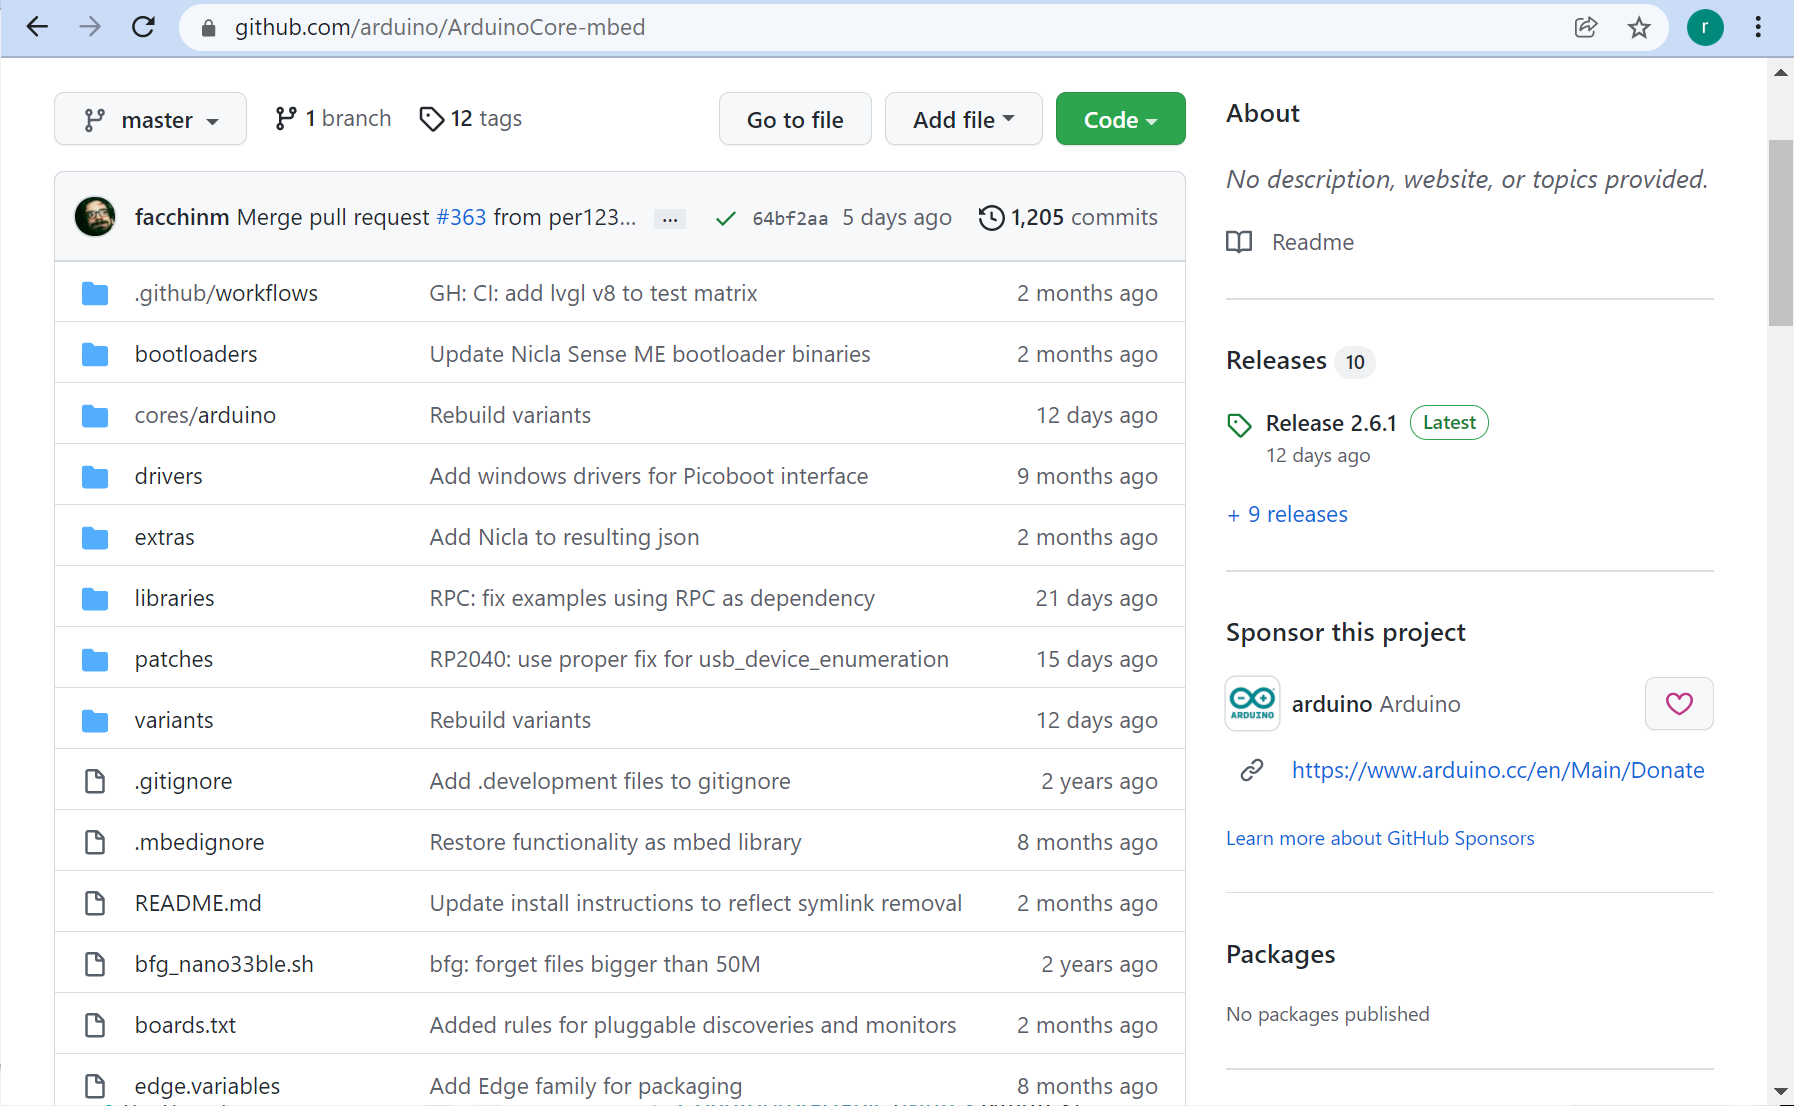 github.com/arduino/ArduinoCore-mbed
r
master
1 branch
12 tags
Go to file
Add file
Code
facchinm Merge pull request #363 from per123... ... 64bf2aa 5 days ago 1,205 commits
.github/workflows GH: CI: add lvgl v8 to test matrix 2 months ago
bootloaders Update Nicla Sense ME bootloader binaries 2 months ago
cores/arduino Rebuild variants 12 days ago
drivers Add windows drivers for Picoboot interface 9 months ago
extras Add Nicla to resulting json 2 months ago
libraries RPC: fix examples using RPC as dependency 21 days ago
patches RP2040: use proper fix for usb_device_enumeration 15 days ago
variants Rebuild variants 12 days ago
.gitignore Add .development files to gitignore 2 years ago
.mbedignore Restore functionality as mbed library 8 months ago
README.md Update install instructions to reflect symlink removal 2 months ago
bfg_nano33ble.sh bfg: forget files bigger than 50M 2 years ago
boards.txt Added rules for pluggable discoveries and monitors 2 months ago
edge.variables Add Edge family for packaging 8 months ago
About
No description, website, or topics provided.
Readme
Releases 10
Release 2.6.1 Latest
12 days ago
+ 9 releases
Sponsor this project
ARDUINO
arduino Arduino
https://www.arduino.cc/en/Main/Donate
Learn more about GitHub Sponsors
Packages
No packages published